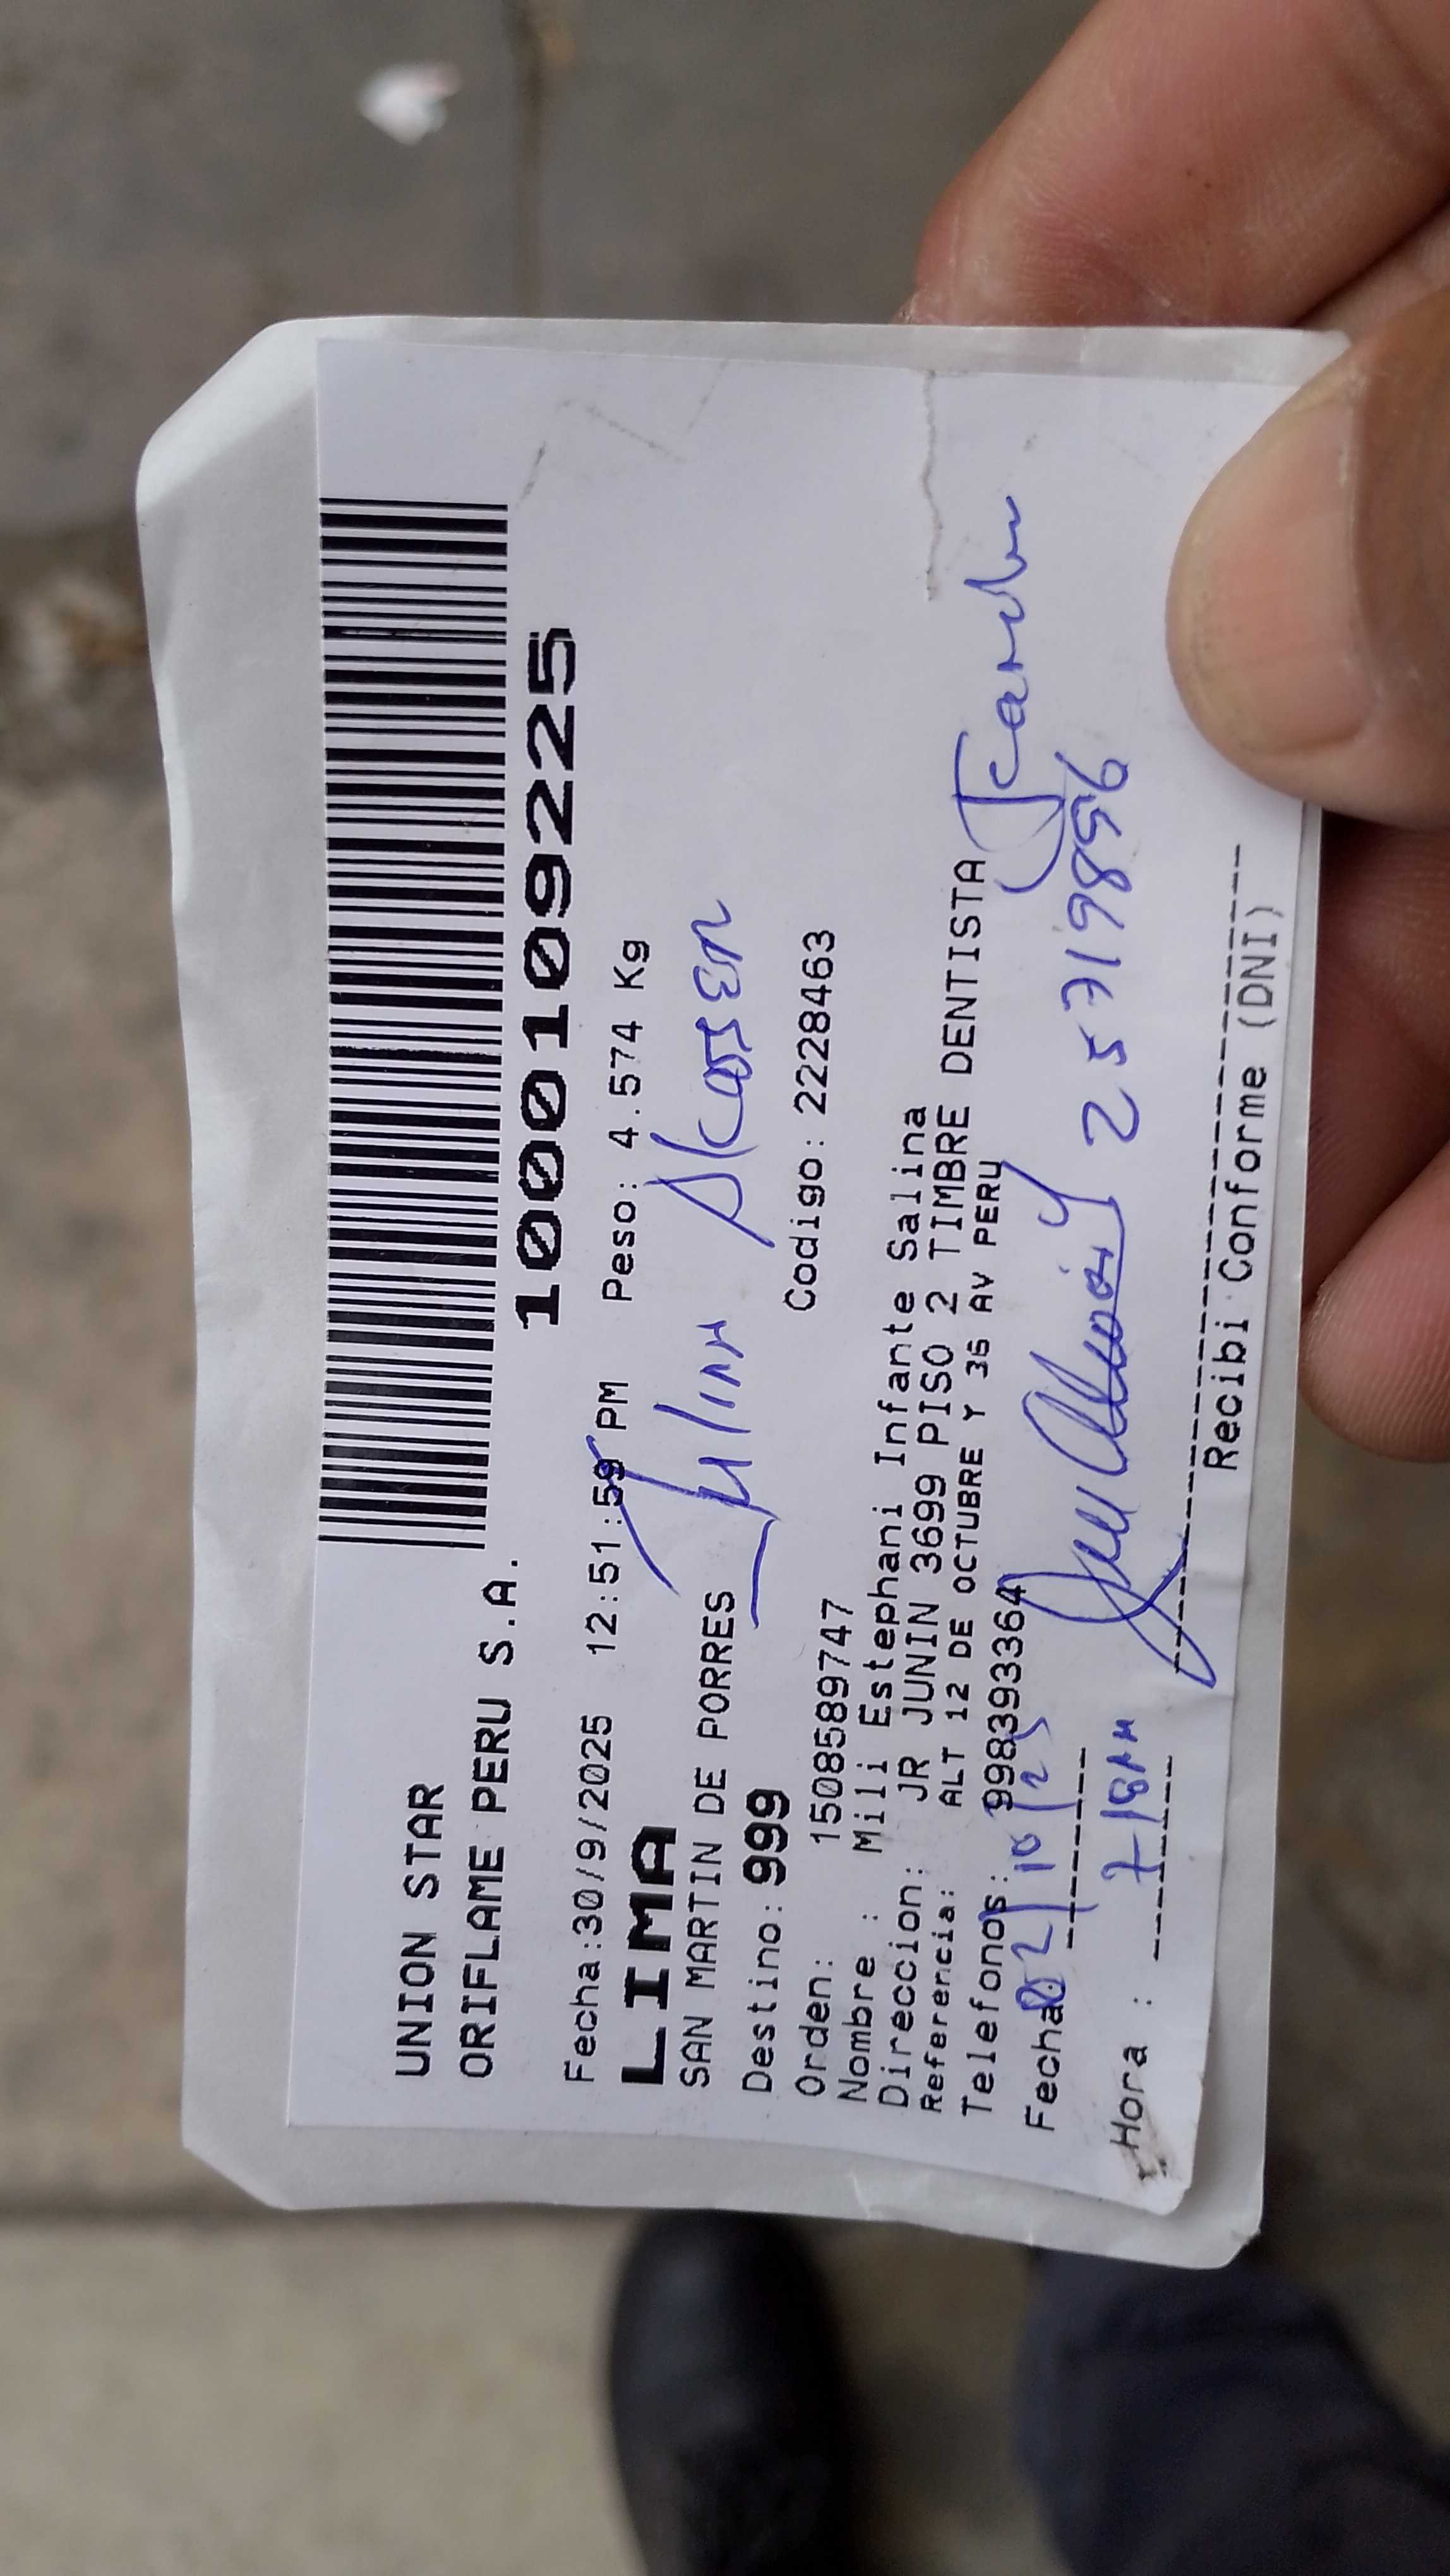 UNION STAR
ORIFLAME PERU S.A.
1000109225
Fecha:30/9/2025 12:51:59 PM Peso: 4.574 Kg
LIMA
SAN MARTIN DE PORRES
Julian
Destino: 999
Codigo: 2228463
Orden: 1508589747
Nombre : Mili Estephani Infante Salina
Direccion: JR JUNIN 3699 PISO 2 TIMBRE DENTISTA
Referencia: ALT 12 DE OCTUBRE Y 36 AV PERU
Telefonos: 998393364
Fecha: 02/10/25
25719856
Hora :
Recibi Conforme (DNI)